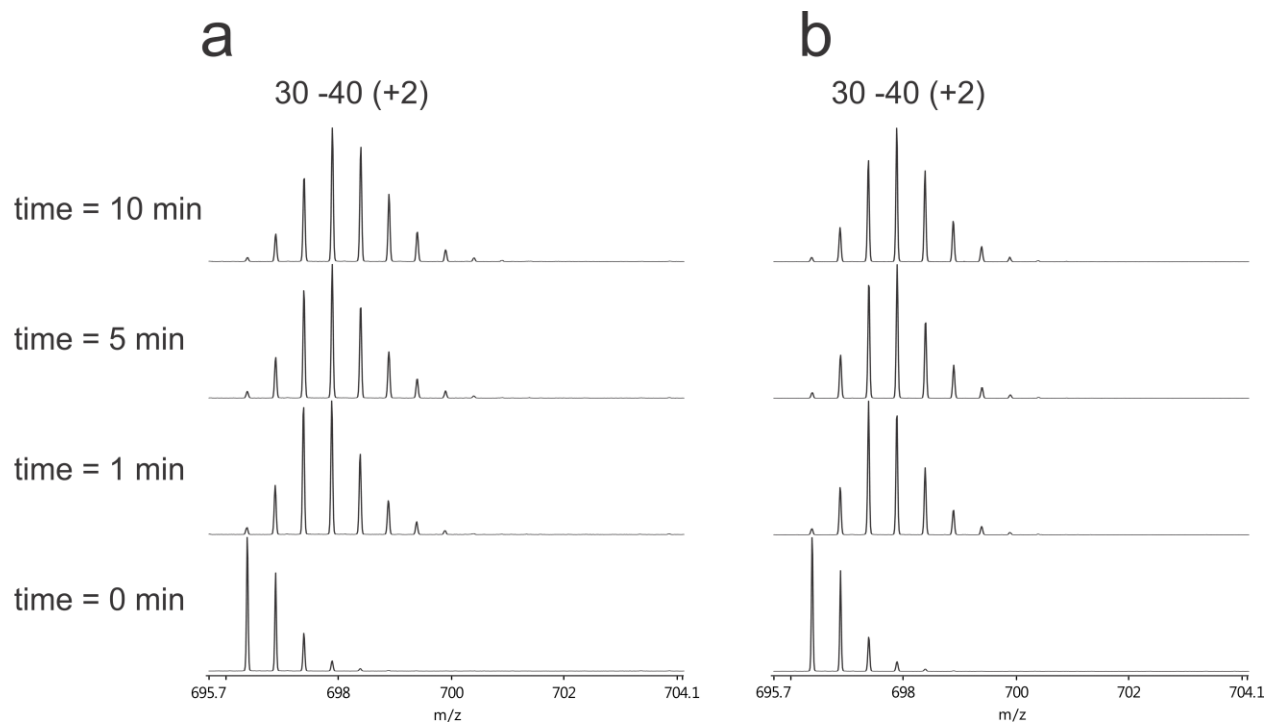 a b
30 -40 (+2) 30 -40 (+2)
time = 10 min
time = 5 min
time = 1 min
time = 0 min
695.7 698 700 702 704.1 695.7 698 700 702 704.1
m/z m/z